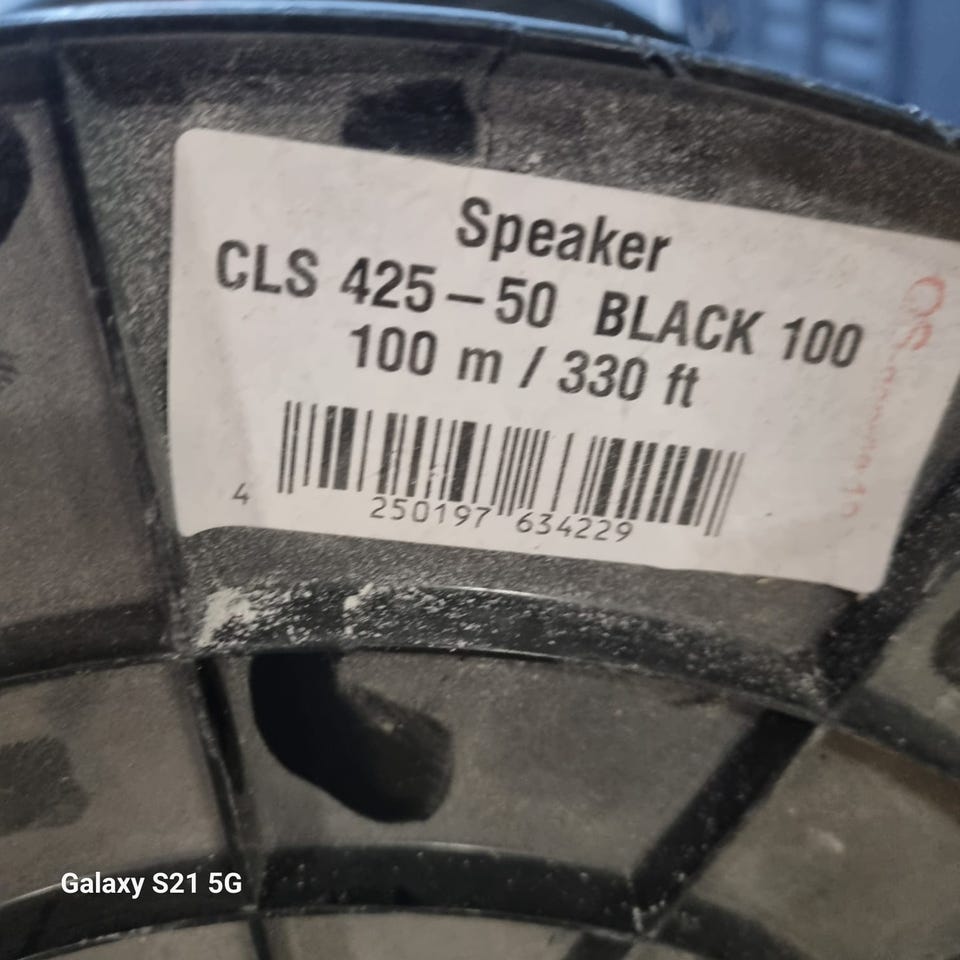 Speaker
CLS 425-50 BLACK 100
100 m / 330 ft
4 250197 634229
Galaxy S21 5G